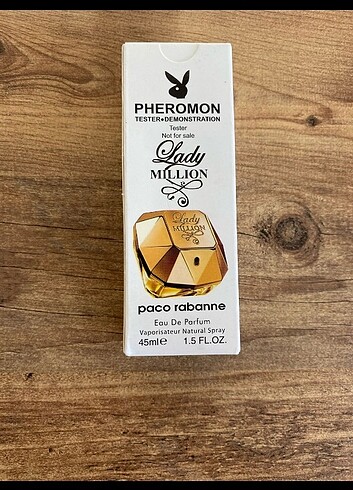 PHEROMON
TESTER•DEMONSTRATION
Tester
Not for sale
Lady
MILLION
Lady
MILLION
paco rabanne
Eau De Parfum
Vaporisateur Natural Spray
45ml℮ 1.5 FL.OZ.